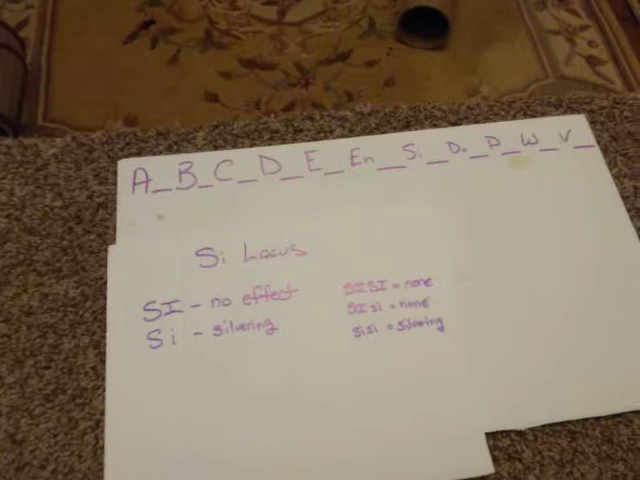 A_B_C_D_E_En_Si_Du_P_W_V_
Si Locus
SI - no effect
Si - silvering
SISI = none
SIsi = none
sisi = silvering